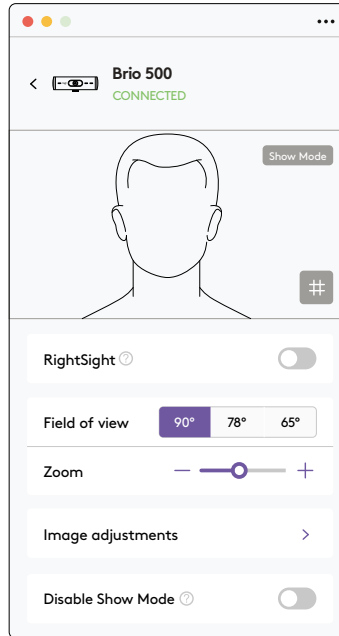 Brio 500
CONNECTED
Show Mode
RightSight
Field of view 90° 78° 65°
Zoom
Image adjustments
Disable Show Mode